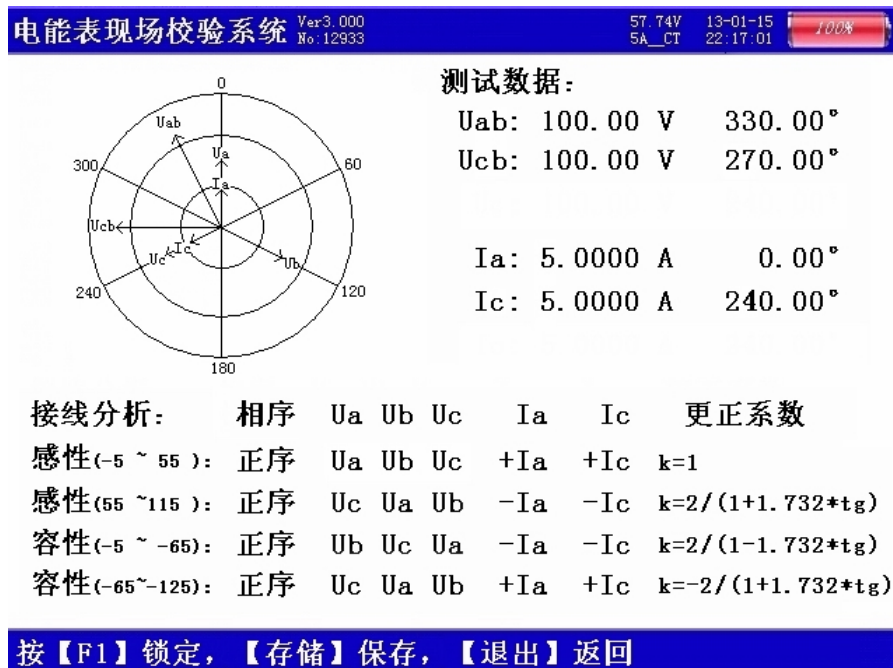 电能表现场校验系统 Ver3.000 No:12933 57.74V 5A__CT 13-01-15 22:17:01 100%
测试数据:
Uab: 100.00 V 330.00°
Ucb: 100.00 V 270.00°
Ia: 5.0000 A 0.00°
Ic: 5.0000 A 240.00°
0
Uab
Ua
300
60
Ia
Ucb
Ic
Uc
Ub
240
120
180
接线分析: 相序 Ua Ub Uc Ia Ic 更正系数
感性(-5 ~ 55 ): 正序 Ua Ub Uc +Ia +Ic k=1
感性(55 ~115 ): 正序 Uc Ua Ub -Ia -Ic k=2/(1+1.732*tg)
容性(-5 ~ -65): 正序 Ub Uc Ua -Ia -Ic k=2/(1-1.732*tg)
容性(-65~-125): 正序 Uc Ua Ub +Ia +Ic k=-2/(1+1.732*tg)
按【F1】锁定，【存储】保存，【退出】返回